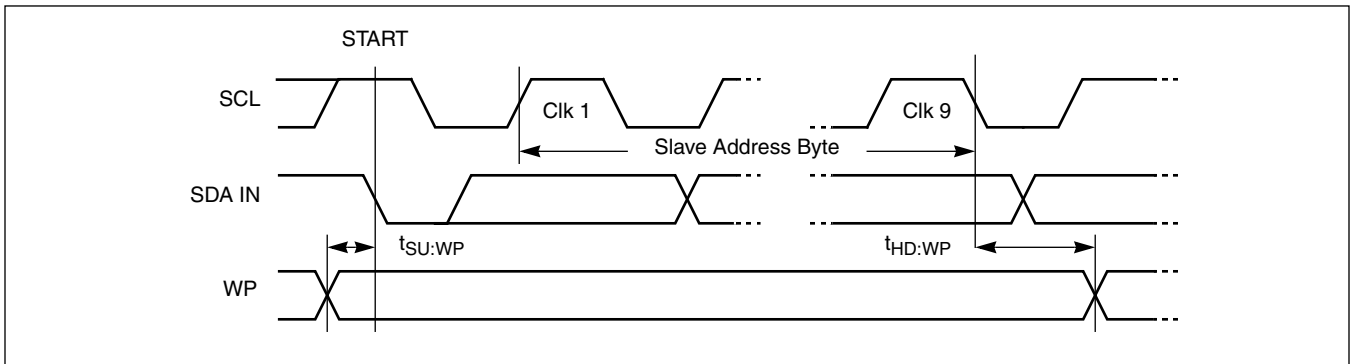 START
SCL
Clk 1
Clk 9
Slave Address Byte
SDA IN
tSU:WP
tHD:WP
WP